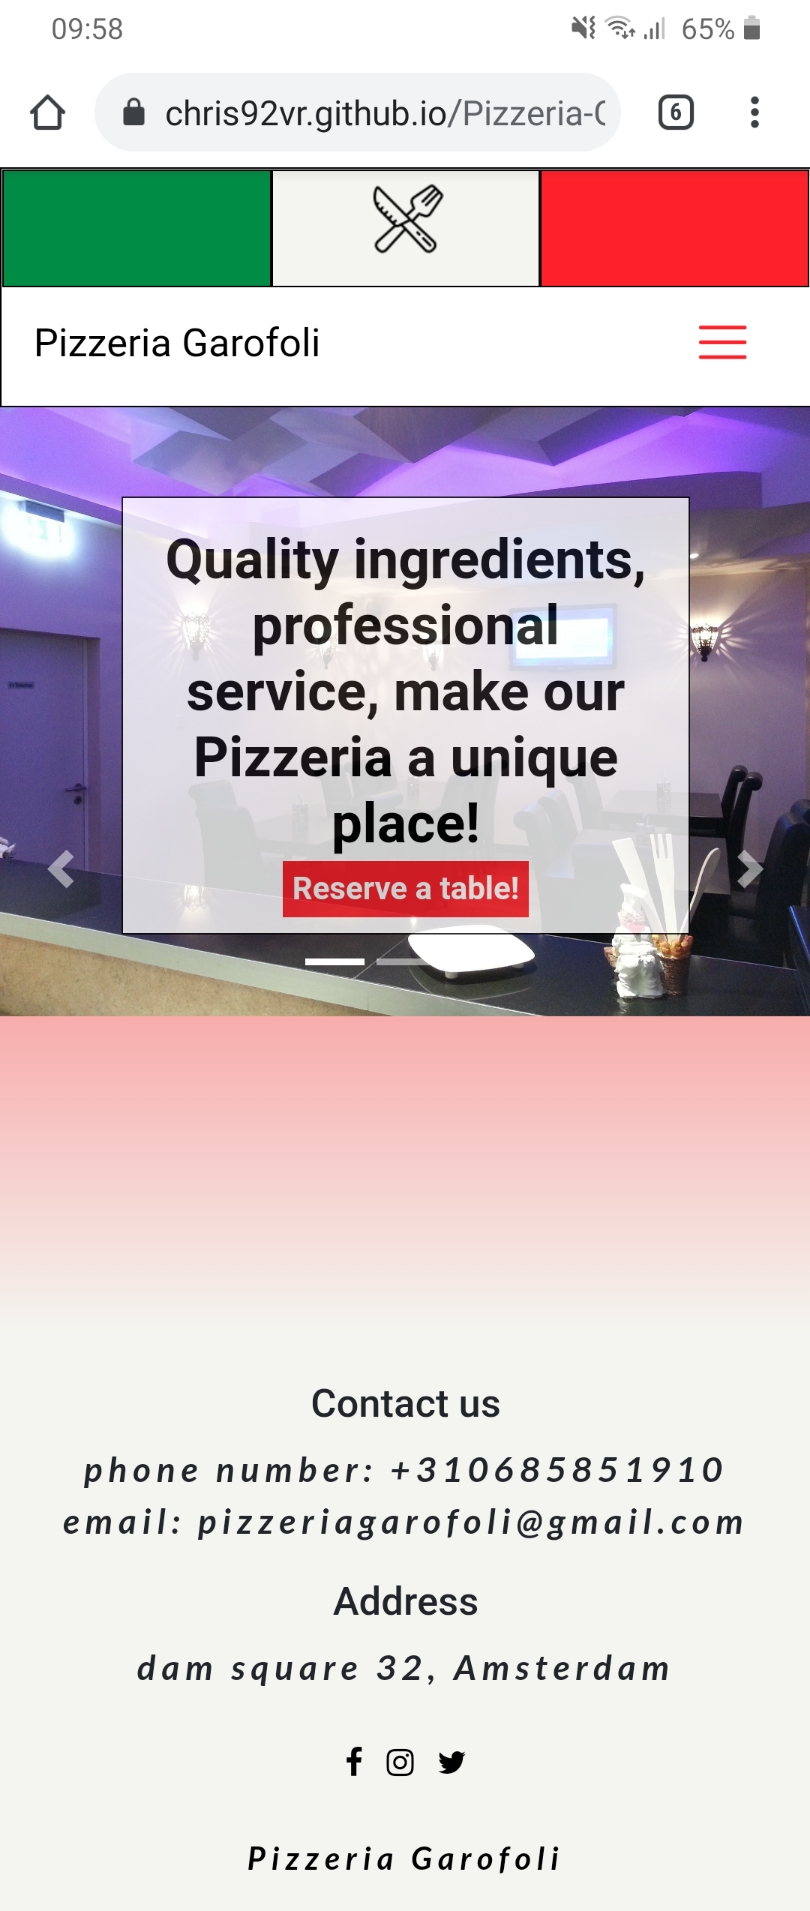 09:58
65%
chris92vr.github.io/Pizzeria-
6
Pizzeria Garofoli
Quality ingredients,
professional
service, make our
Pizzeria a unique
place!
Reserve a table!
Contact us
phone number: +310685851910
email: pizzeriagarofoli@gmail.com
Address
dam square 32, Amsterdam
Pizzeria Garofoli